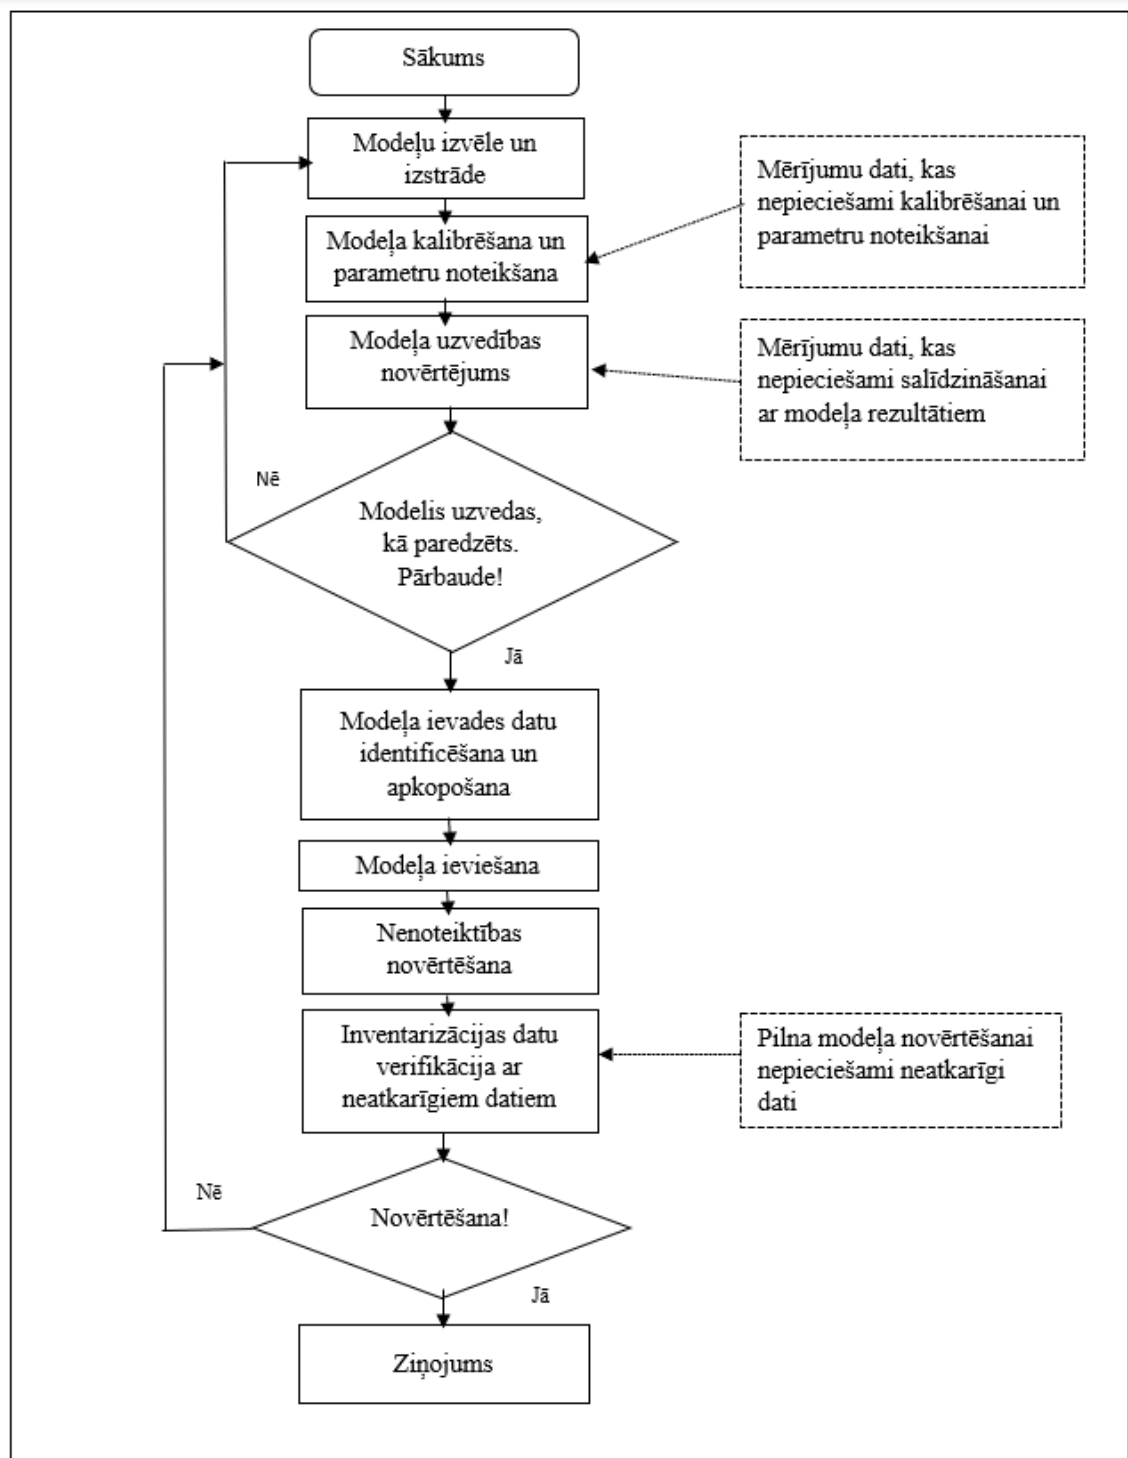 Sākums
Modeļu izvēle un
izstrāde
Mērījumu dati, kas
nepieciešami kalibrēšanai un
parametru noteikšanai
Modeļa kalibrēšana un
parametru noteikšana
Modeļa uzvedības
novērtējums
Mērījumu dati, kas
nepieciešami salīdzināšanai
ar modeļa rezultātiem
Nē
Modelis uzvedas,
kā paredzēts.
Pārbaude!
Jā
Modeļa ievades datu
identificēšana un
apkopošana
Modeļa ieviešana
Nenoteiktības
novērtēšana
Inventarizācijas datu
verifikācija ar
neatkarīgiem datiem
Pilna modeļa novērtēšanai
nepieciešami neatkarīgi
dati
Nē
Novērtēšana!
Jā
Ziņojums